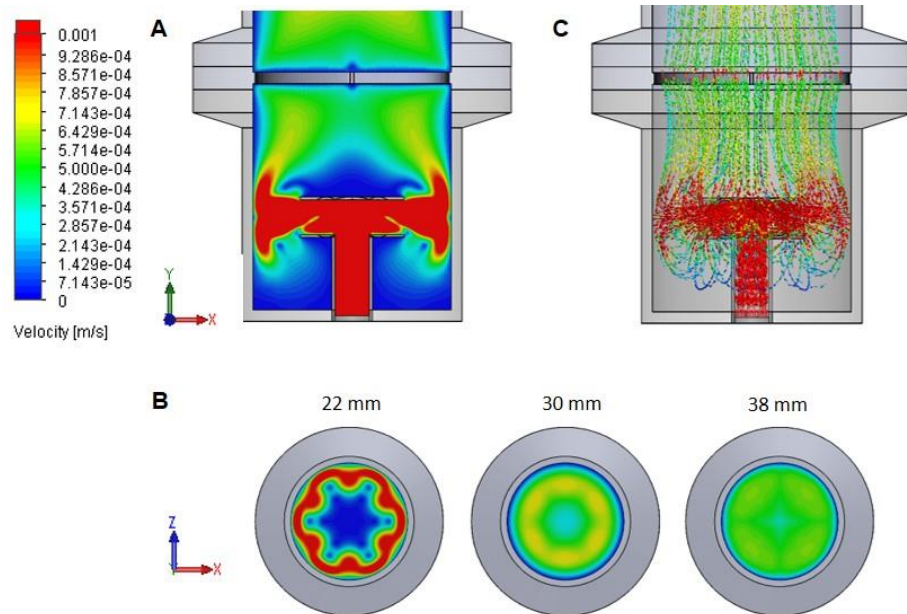 A
C
0.001
9.286e-04
8.571e-04
7.857e-04
7.143e-04
6.429e-04
5.714e-04
5.000e-04
4.286e-04
3.571e-04
2.857e-04
2.143e-04
1.429e-04
7.143e-05
0
Velocity [m/s]
Y
X
B
22 mm
30 mm
38 mm
Z
Y
X